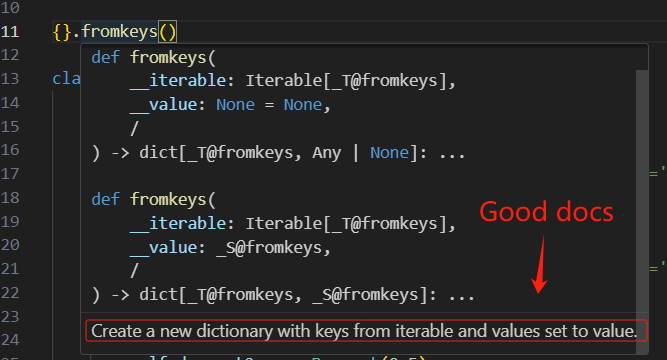 10
11 {}.fromkeys()
12 def fromkeys(
13 cla __iterable: Iterable[_T@fromkeys],
14 __value: None = None,
15 /
16 ) -> dict[_T@fromkeys, Any | None]: ...
17 ='
18 def fromkeys(
19 __iterable: Iterable[_T@fromkeys],
Good docs
20 __value: _S@fromkeys,
21 / ='
22 ) -> dict[_T@fromkeys, _S@fromkeys]: ...
23
24 Create a new dictionary with keys from iterable and values set to value.